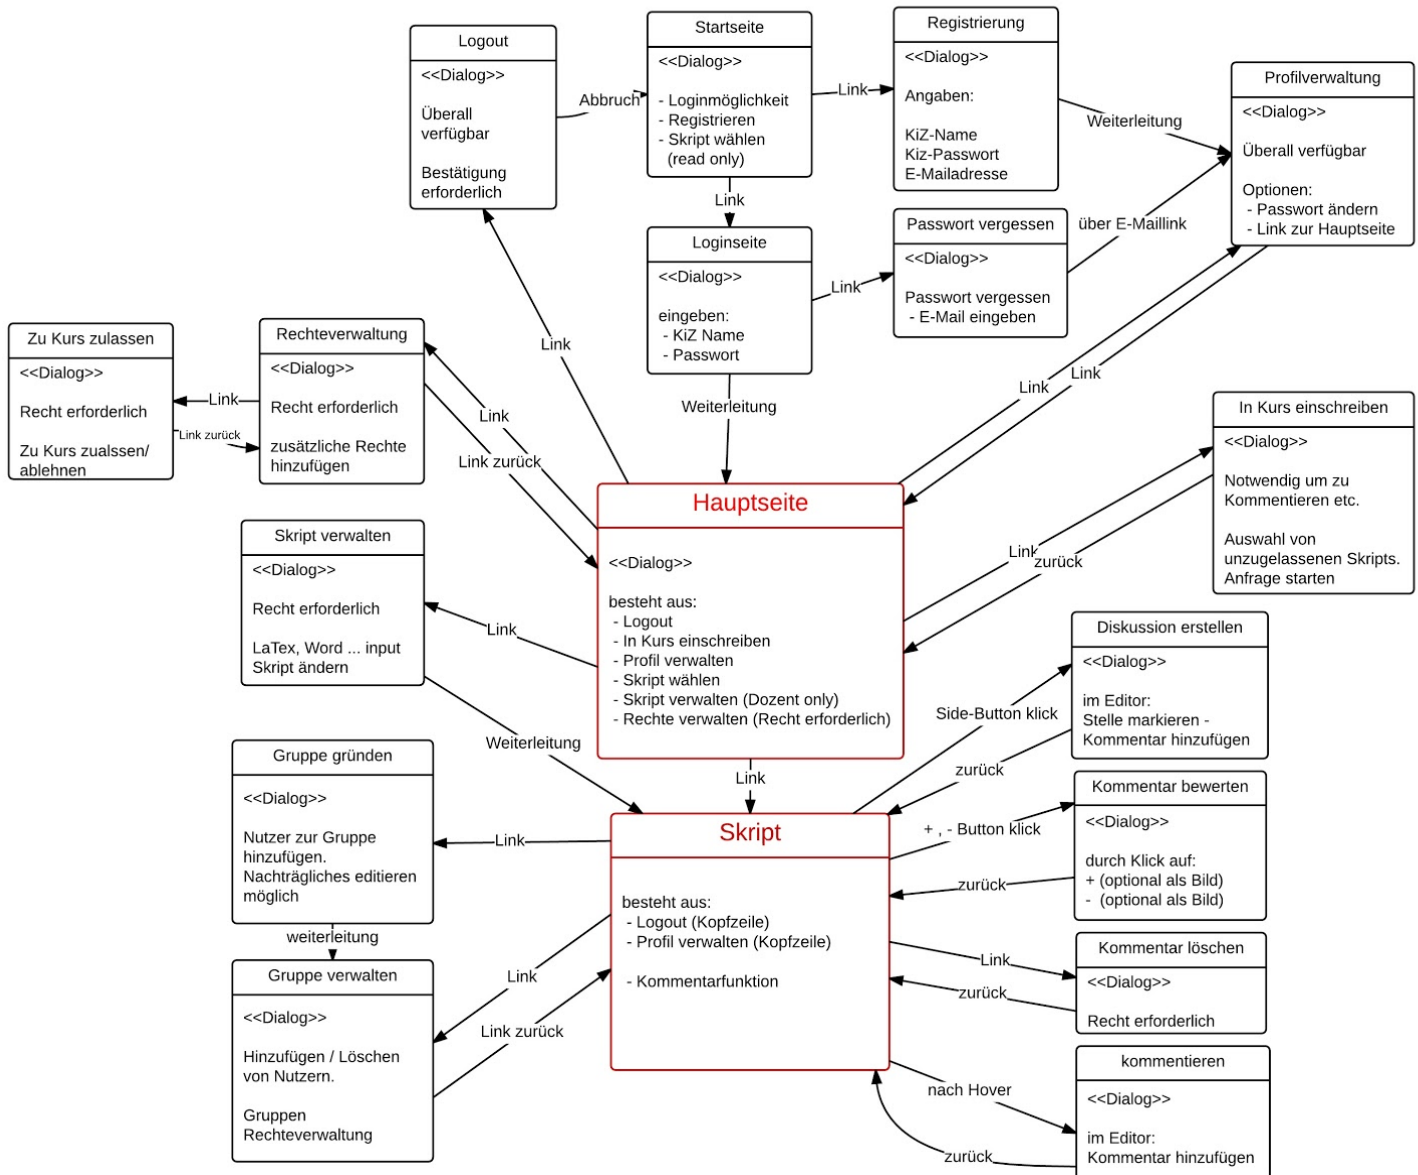 Logout
<<Dialog>>
Überall
verfügbar
Bestätigung
erforderlich
Abbruch
Startseite
<<Dialog>>
- Loginmöglichkeit
- Registrieren
- Skript wählen
(read only)
Link
Registrierung
<<Dialog>>
Angaben:
KiZ-Name
Kiz-Passwort
E-Mailadresse
Weiterleitung
Profilverwaltung
<<Dialog>>
Überall verfügbar
Optionen:
- Passwort ändern
- Link zur Hauptseite
Link
Loginseite
<<Dialog>>
eingeben:
- KiZ Name
- Passwort
Link
Passwort vergessen
<<Dialog>>
Passwort vergessen
- E-Mail eingeben
über E-Maillink
Zu Kurs zulassen
<<Dialog>>
Recht erforderlich
Zu Kurs zualssen/
ablehnen
Link
Link zurück
Rechteverwaltung
<<Dialog>>
Recht erforderlich
zusätzliche Rechte
hinzufügen
Link
Link zurück
Link
Weiterleitung
Link
Link
In Kurs einschreiben
<<Dialog>>
Notwendig um zu
Kommentieren etc.
Auswahl von
unzugelassenen Skripts.
Anfrage starten
Link
zurück
Hauptseite
<<Dialog>>
besteht aus:
- Logout
- In Kurs einschreiben
- Profil verwalten
- Skript wählen
- Skript verwalten (Dozent only)
- Rechte verwalten (Recht erforderlich)
Skript verwalten
<<Dialog>>
Recht erforderlich
LaTex, Word ... input
Skript ändern
Link
Weiterleitung
Link
Diskussion erstellen
<<Dialog>>
im Editor:
Stelle markieren -
Kommentar hinzufügen
Side-Button klick
zurück
Gruppe gründen
<<Dialog>>
Nutzer zur Gruppe
hinzufügen.
Nachträgliches editieren
möglich
Link
weiterleitung
Skript
besteht aus:
- Logout (Kopfzeile)
- Profil verwalten (Kopfzeile)
- Kommentarfunktion
Kommentar bewerten
<<Dialog>>
durch Klick auf:
+ (optional als Bild)
- (optional als Bild)
+ , - Button klick
zurück
Gruppe verwalten
<<Dialog>>
Hinzufügen / Löschen
von Nutzern.
Gruppen
Rechteverwaltung
Link
Link zurück
Kommentar löschen
<<Dialog>>
Recht erforderlich
Link
zurück
kommentieren
<<Dialog>>
im Editor:
Kommentar hinzufügen
nach Hover
zurück